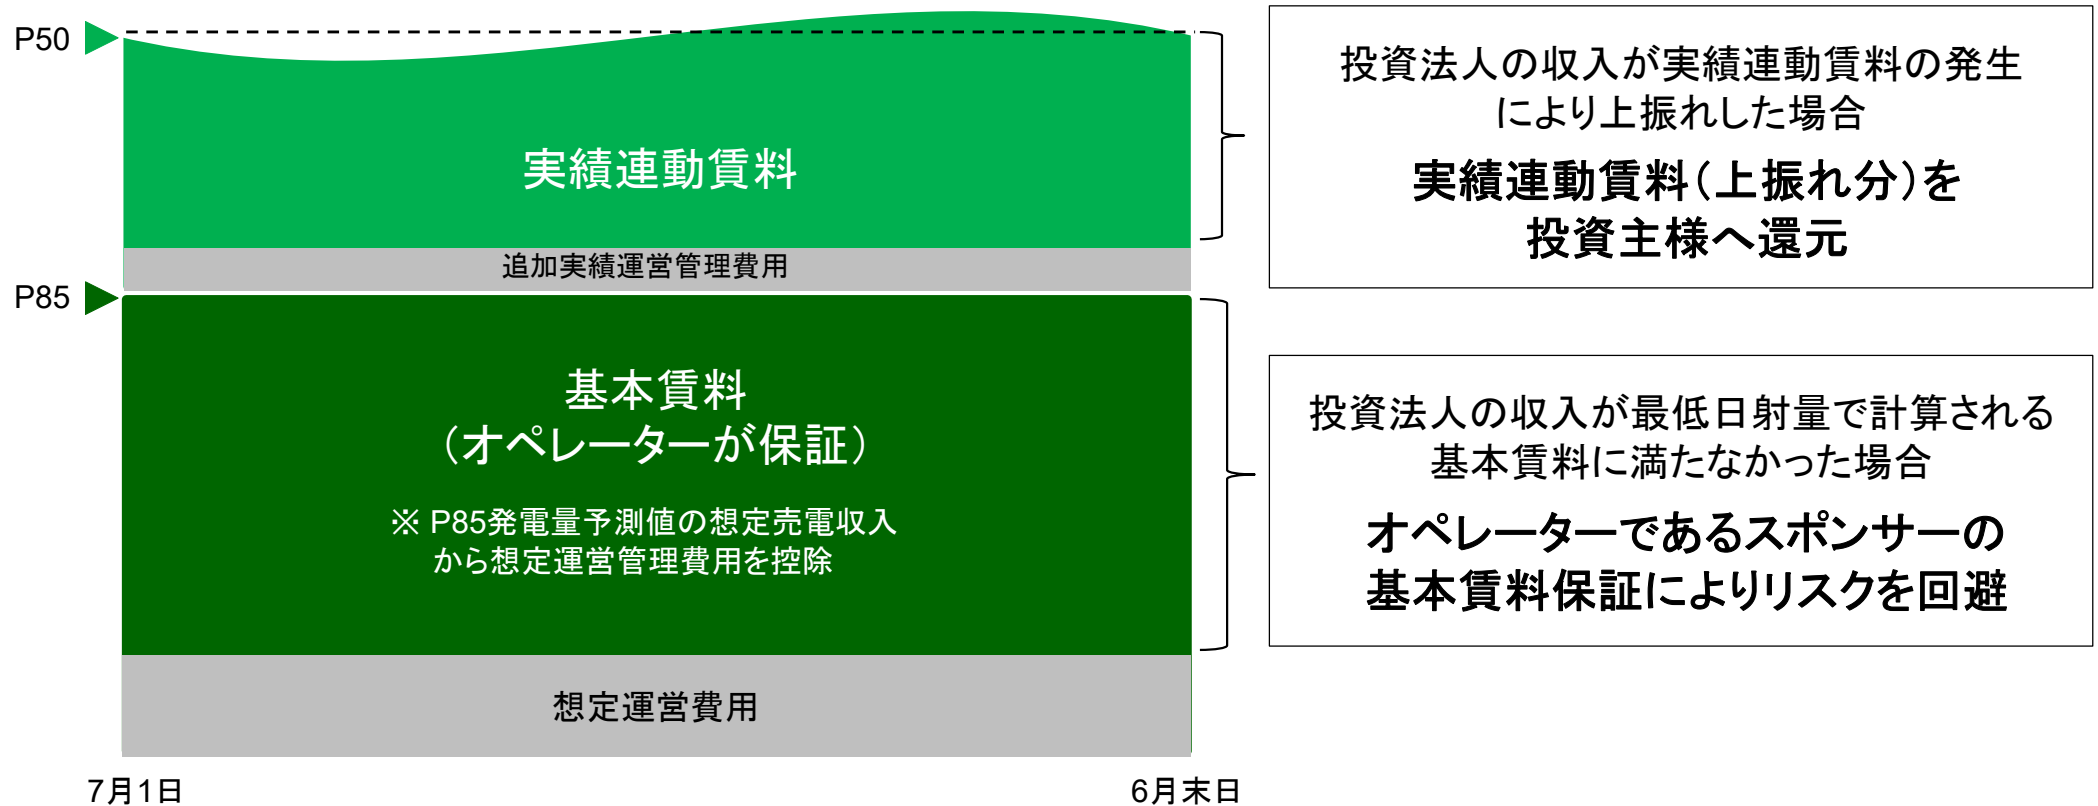 P50
実績連動賃料
追加実績運営管理費用
P85
基本賃料
（オペレーターが保証）
※ P85発電量予測値の想定売電収入
から想定運営管理費用を控除
想定運営費用
7月1日
6月末日
投資法人の収入が実績連動賃料の発生
により上振れした場合
実績連動賃料（上振れ分）を
投資主様へ還元
投資法人の収入が最低日射量で計算される
基本賃料に満たなかった場合
オペレーターであるスポンサーの
基本賃料保証によりリスクを回避